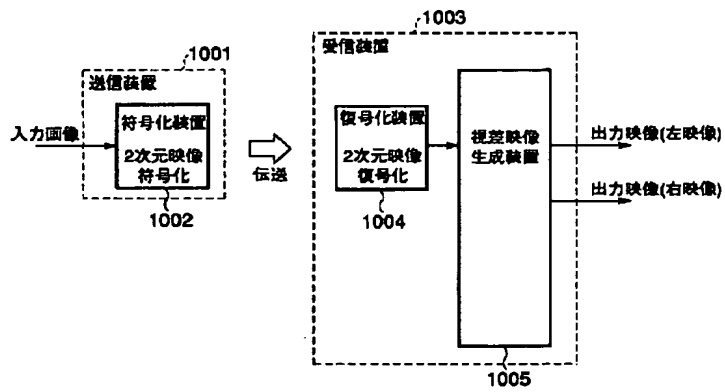 1001
送信装置
入力画像
符号化装置
2次元映像
符号化
1002
伝送
1003
受信装置
復号化装置
2次元映像
復号化
1004
視差映像
生成装置
1005
出力映像(左映像)
出力映像(右映像)